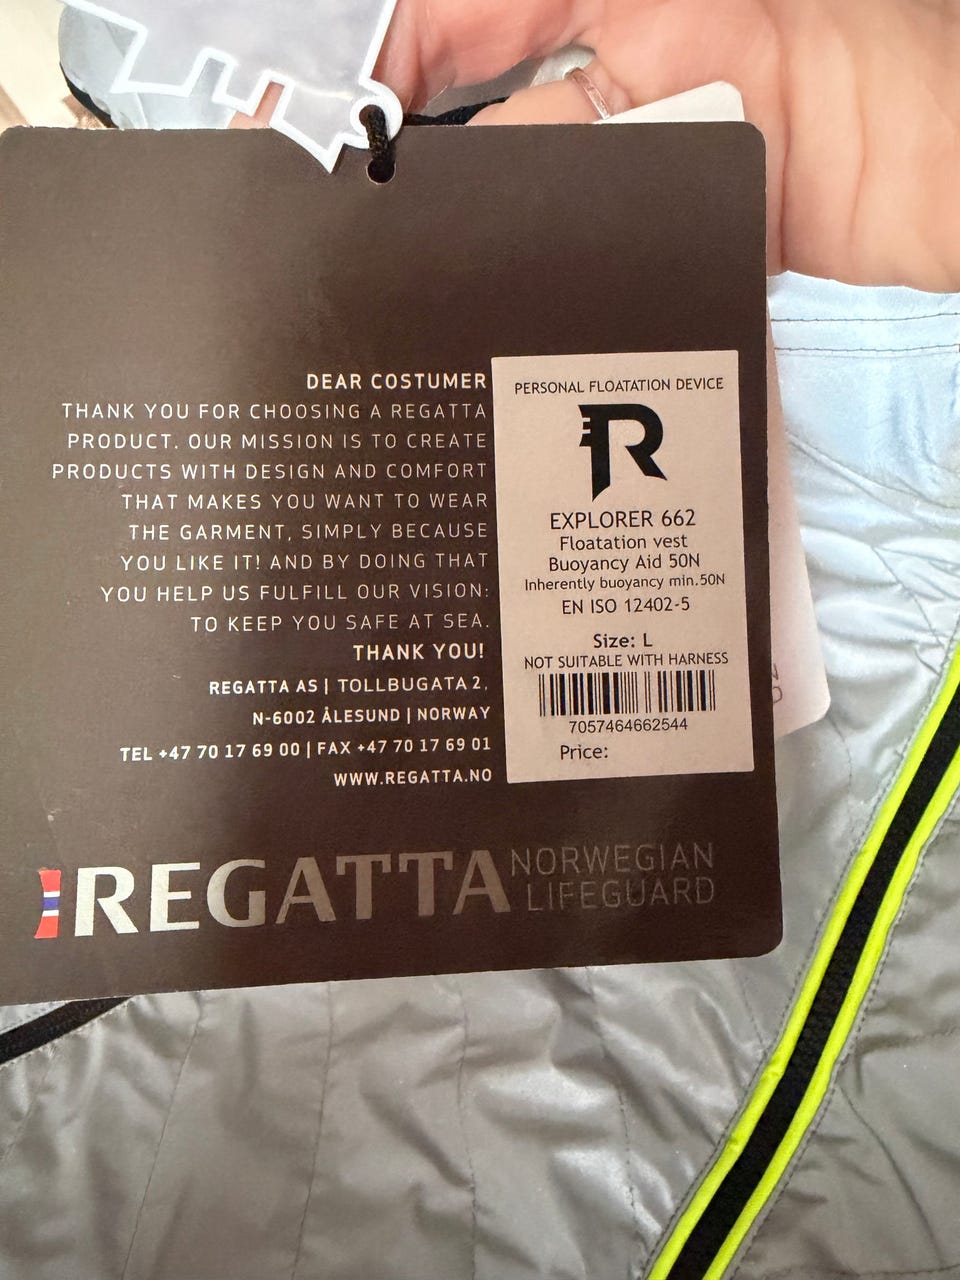 DEAR COSTUMER
THANK YOU FOR CHOOSING A REGATTA
PRODUCT. OUR MISSION IS TO CREATE
PRODUCTS WITH DESIGN AND COMFORT
THAT MAKES YOU WANT TO WEAR
THE GARMENT, SIMPLY BECAUSE
YOU LIKE IT! AND BY DOING THAT
YOU HELP US FULFILL OUR VISION:
TO KEEP YOU SAFE AT SEA.
THANK YOU!
REGATTA AS | TOLLBUGATA 2,
N-6002 ÅLESUND | NORWAY
TEL +47 70 17 69 00 | FAX +47 70 17 69 01
WWW.REGATTA.NO
PERSONAL FLOATATION DEVICE
R
EXPLORER 662
Floatation vest
Buoyancy Aid 50N
Inherently buoyancy min.50N
EN ISO 12402-5
Size: L
NOT SUITABLE WITH HARNESS
7057464662544
Price:
REGATTA
NORWEGIAN
LIFEGUARD